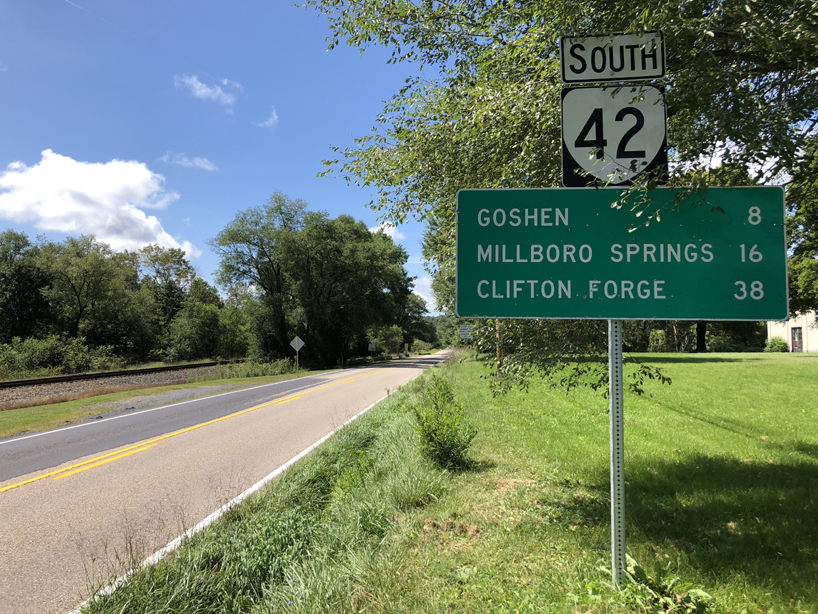 SOUTH
42
GOSHEN 8
MILLBORO SPRINGS 16
CLIFTON FORGE 38